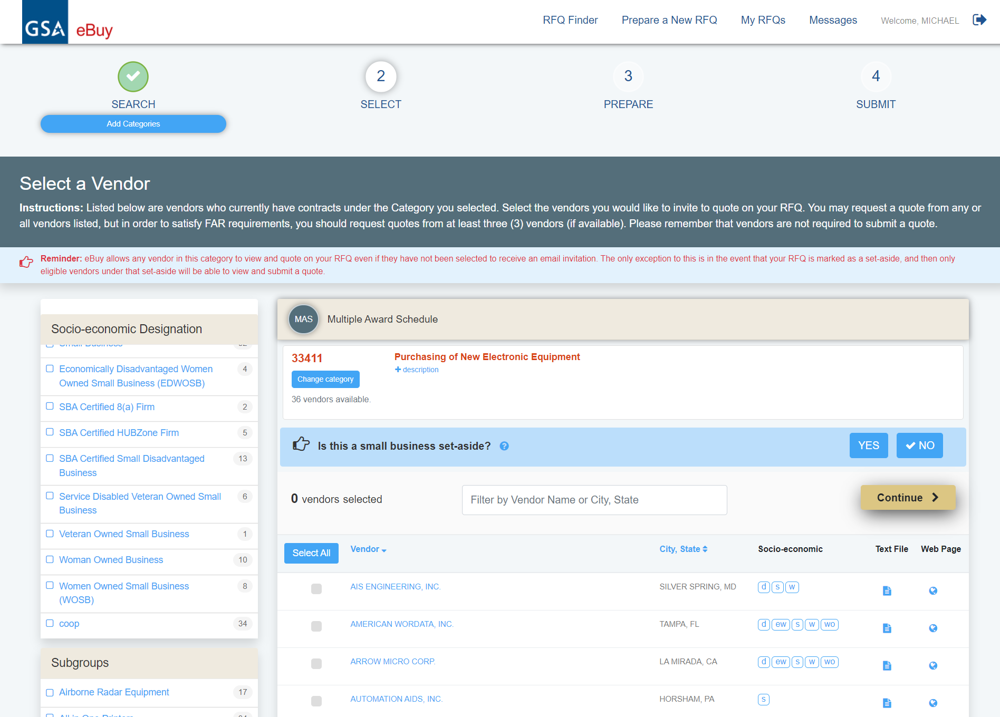 GSA eBuy
RFQ Finder Prepare a New RFQ My RFQs Messages Welcome, MICHAEL
2 3 4
SEARCH SELECT PREPARE SUBMIT
Add Categories
Select a Vendor
Instructions: Listed below are vendors who currently have contracts under the Category you selected. Select the vendors you would like to invite to quote on your RFQ. You may request a quote from any or
all vendors listed, but in order to satisfy FAR requirements, you should request quotes from at least three (3) vendors (if available). Please remember that vendors are not required to submit a quote.
Reminder: eBuy allows any vendor in this category to view and quote on your RFQ even if they have not been selected to receive an email invitation. The only exception to this is in the event that your RFQ is marked as a set-aside, and then only
eligible vendors under that set-aside will be able to view and submit a quote.
Socio-economic Designation
Small Business
Economically Disadvantaged Women 4
Owned Small Business (EDWOSB)
SBA Certified 8(a) Firm 2
SBA Certified HUBZone Firm 5
SBA Certified Small Disadvantaged 13
Business
Service Disabled Veteran Owned Small 6
Business
Veteran Owned Small Business 1
Woman Owned Business 10
Women Owned Small Business 8
(WOSB)
coop 34
Subgroups
Airborne Radar Equipment 17
All in One Printers
MAS Multiple Award Schedule
33411 Purchasing of New Electronic Equipment
+ description
Change category
36 vendors available.
Is this a small business set-aside? ? YES NO
0 vendors selected Filter by Vendor Name or City, State Continue
Select All Vendor City, State Socio-economic Text File Web Page
AIS ENGINEERING, INC. SILVER SPRING, MD d s w
AMERICAN WORDATA, INC. TAMPA, FL d ew s w wo
ARROW MICRO CORP. LA MIRADA, CA d ew s w wo
AUTOMATION AIDS, INC. HORSHAM, PA s